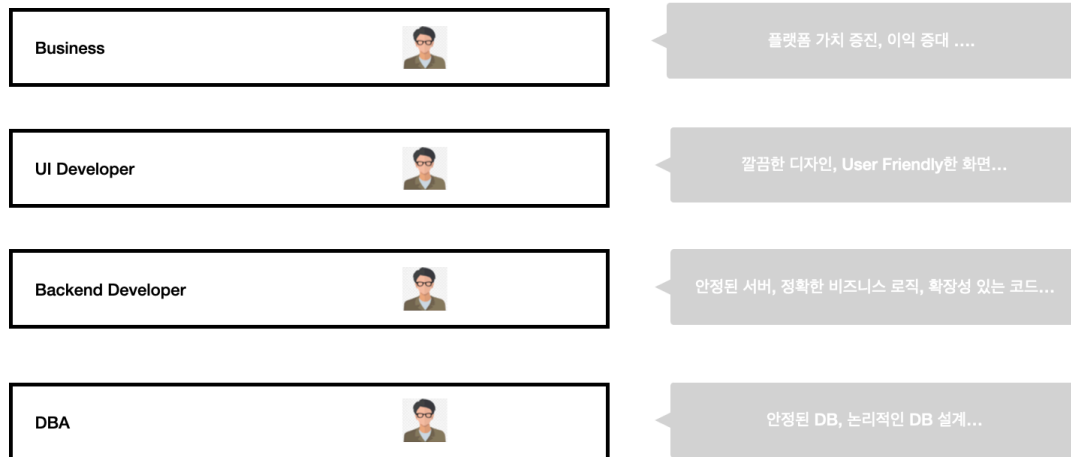 Business
플랫폼 가치 증진, 이익 증대 ....
UI Developer
깔끔한 디자인, User Friendly한 화면...
Backend Developer
안정된 서버, 정확한 비즈니스 로직, 확장성 있는 코드...
DBA
안정된 DB, 논리적인 DB 설계...